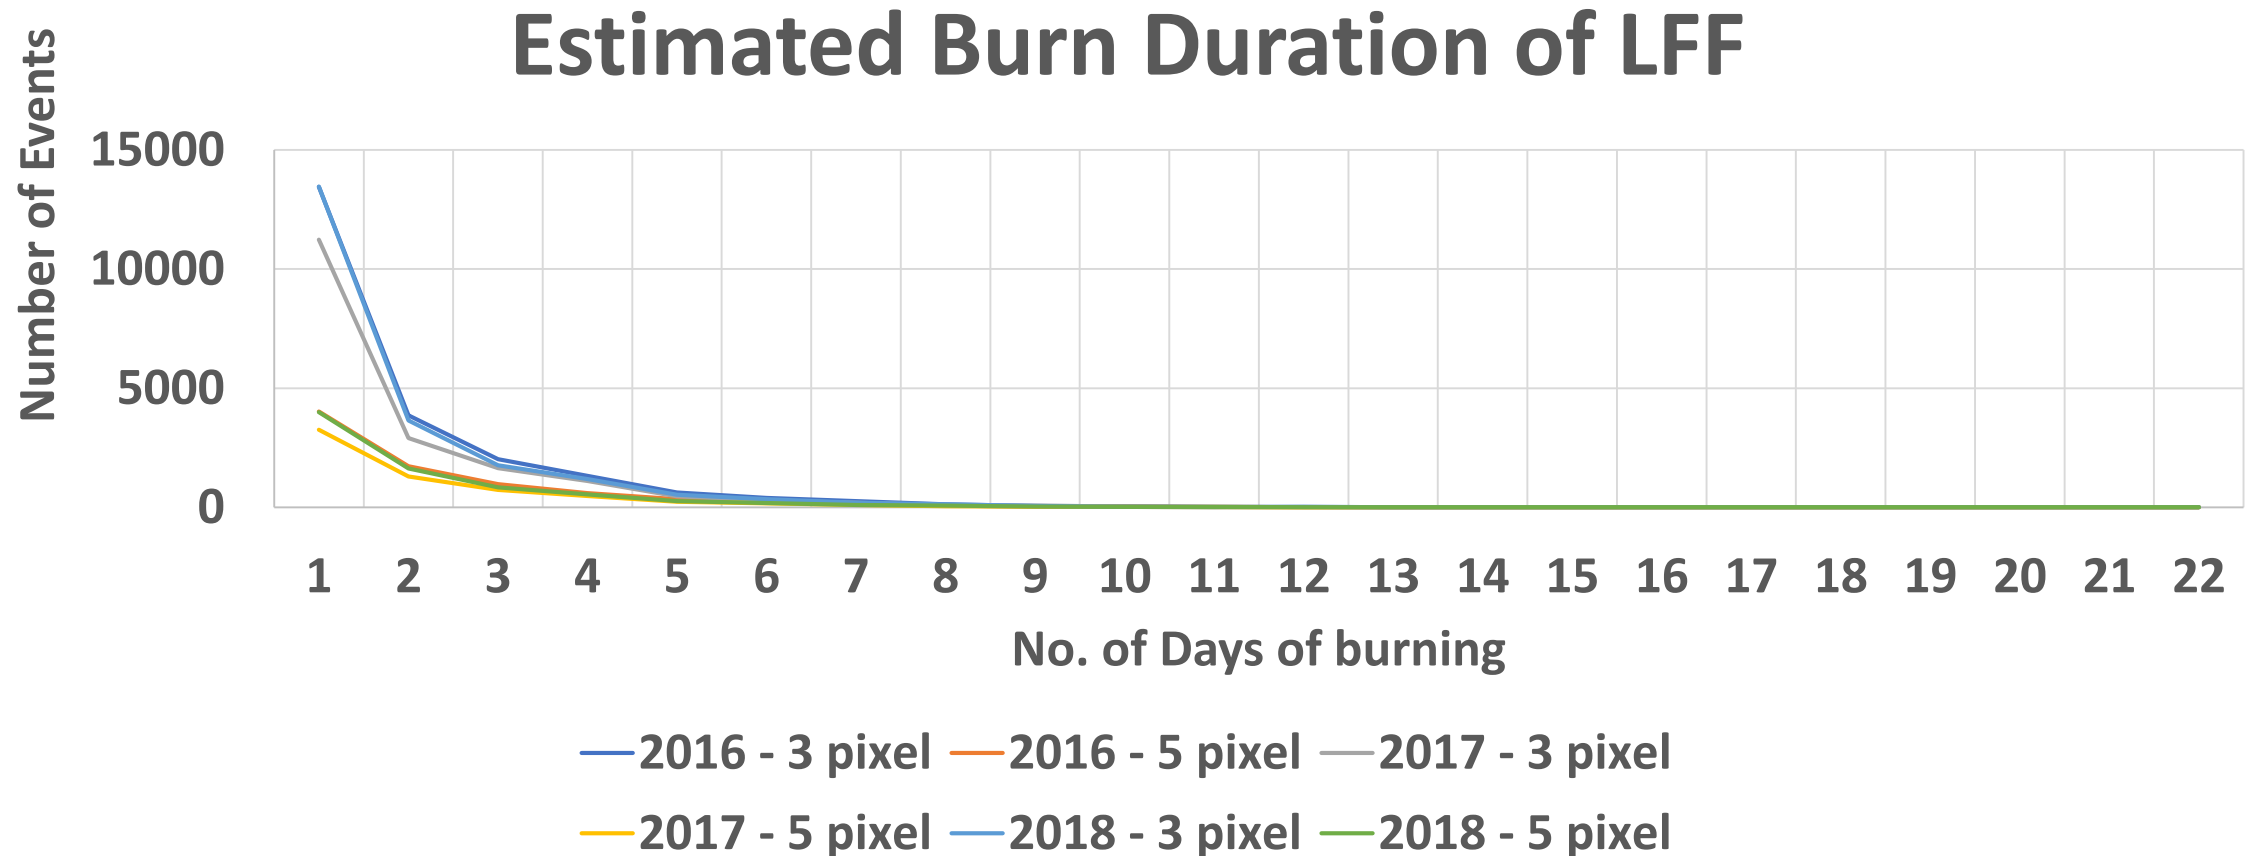 Estimated Burn Duration of LFF
Number of Events
15000
10000
5000
0
1 2 3 4 5 6 7 8 9 10 11 12 13 14 15 16 17 18 19 20 21 22
No. of Days of burning
2016 - 3 pixel 2016 - 5 pixel 2017 - 3 pixel
2017 - 5 pixel 2018 - 3 pixel 2018 - 5 pixel